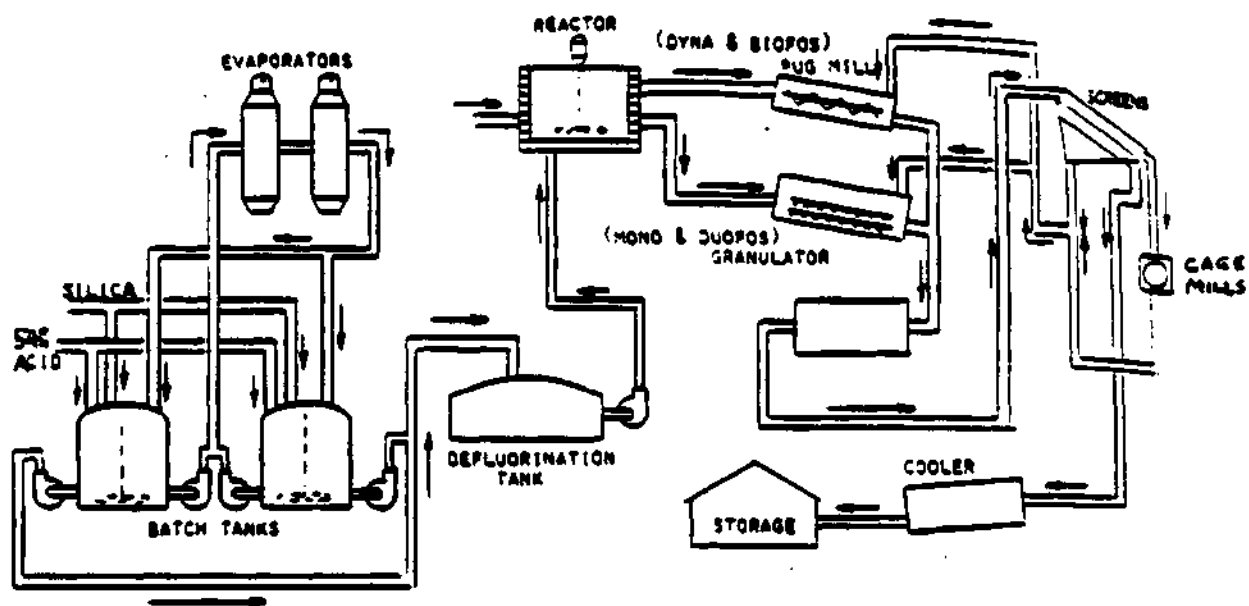 REACTOR
(DYNA & BIOFOS)
PUG MILL
EVAPORATORS
SCREENS
(MONO & DUOFOS)
GRANULATOR
CAGE
MILLS
SILICA
54%
ACID
DEFLUORINATION
TANK
COOLER
STORAGE
BATCH TANKS